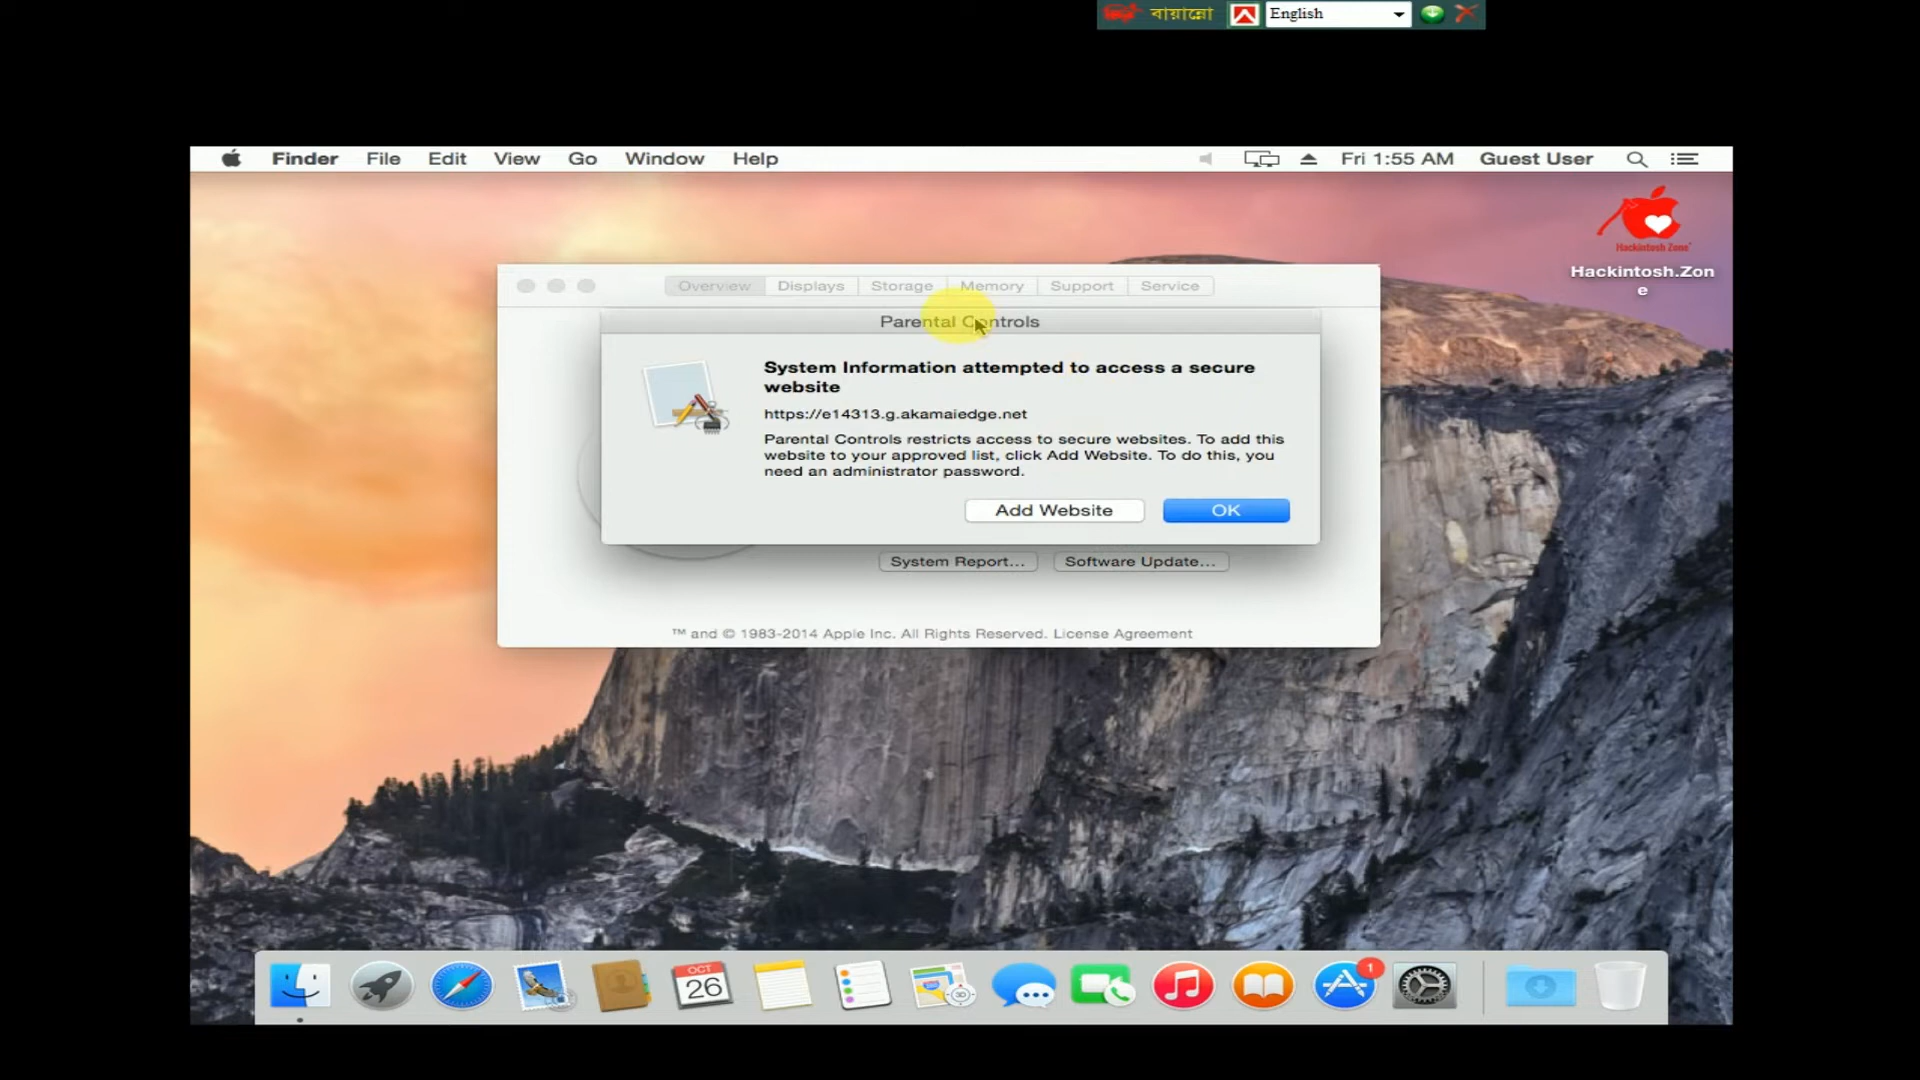 বায়ান্নো English
Finder File Edit View Go Window Help Fri 1:55 AM Guest User
Hackintosh Zone
Hackintosh.Zon
e
Overview Displays Storage Memory Support Service
Parental Controls
System Information attempted to access a secure
website
https://e14313.g.akamaiedge.net
Parental Controls restricts access to secure websites. To add this
website to your approved list, click Add Website. To do this, you
need an administrator password.
Add Website OK
System Report... Software Update...
™ and © 1983-2014 Apple Inc. All Rights Reserved. License Agreement
OCT
26
3D
1